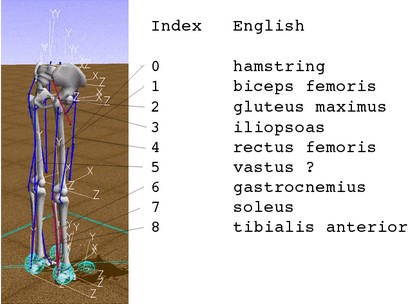 Index English
0 hamstring
1 biceps femoris
2 gluteus maximus
3 iliopsoas
4 rectus femoris
5 vastus ?
6 gastrocnemius
7 soleus
8 tibialis anterior